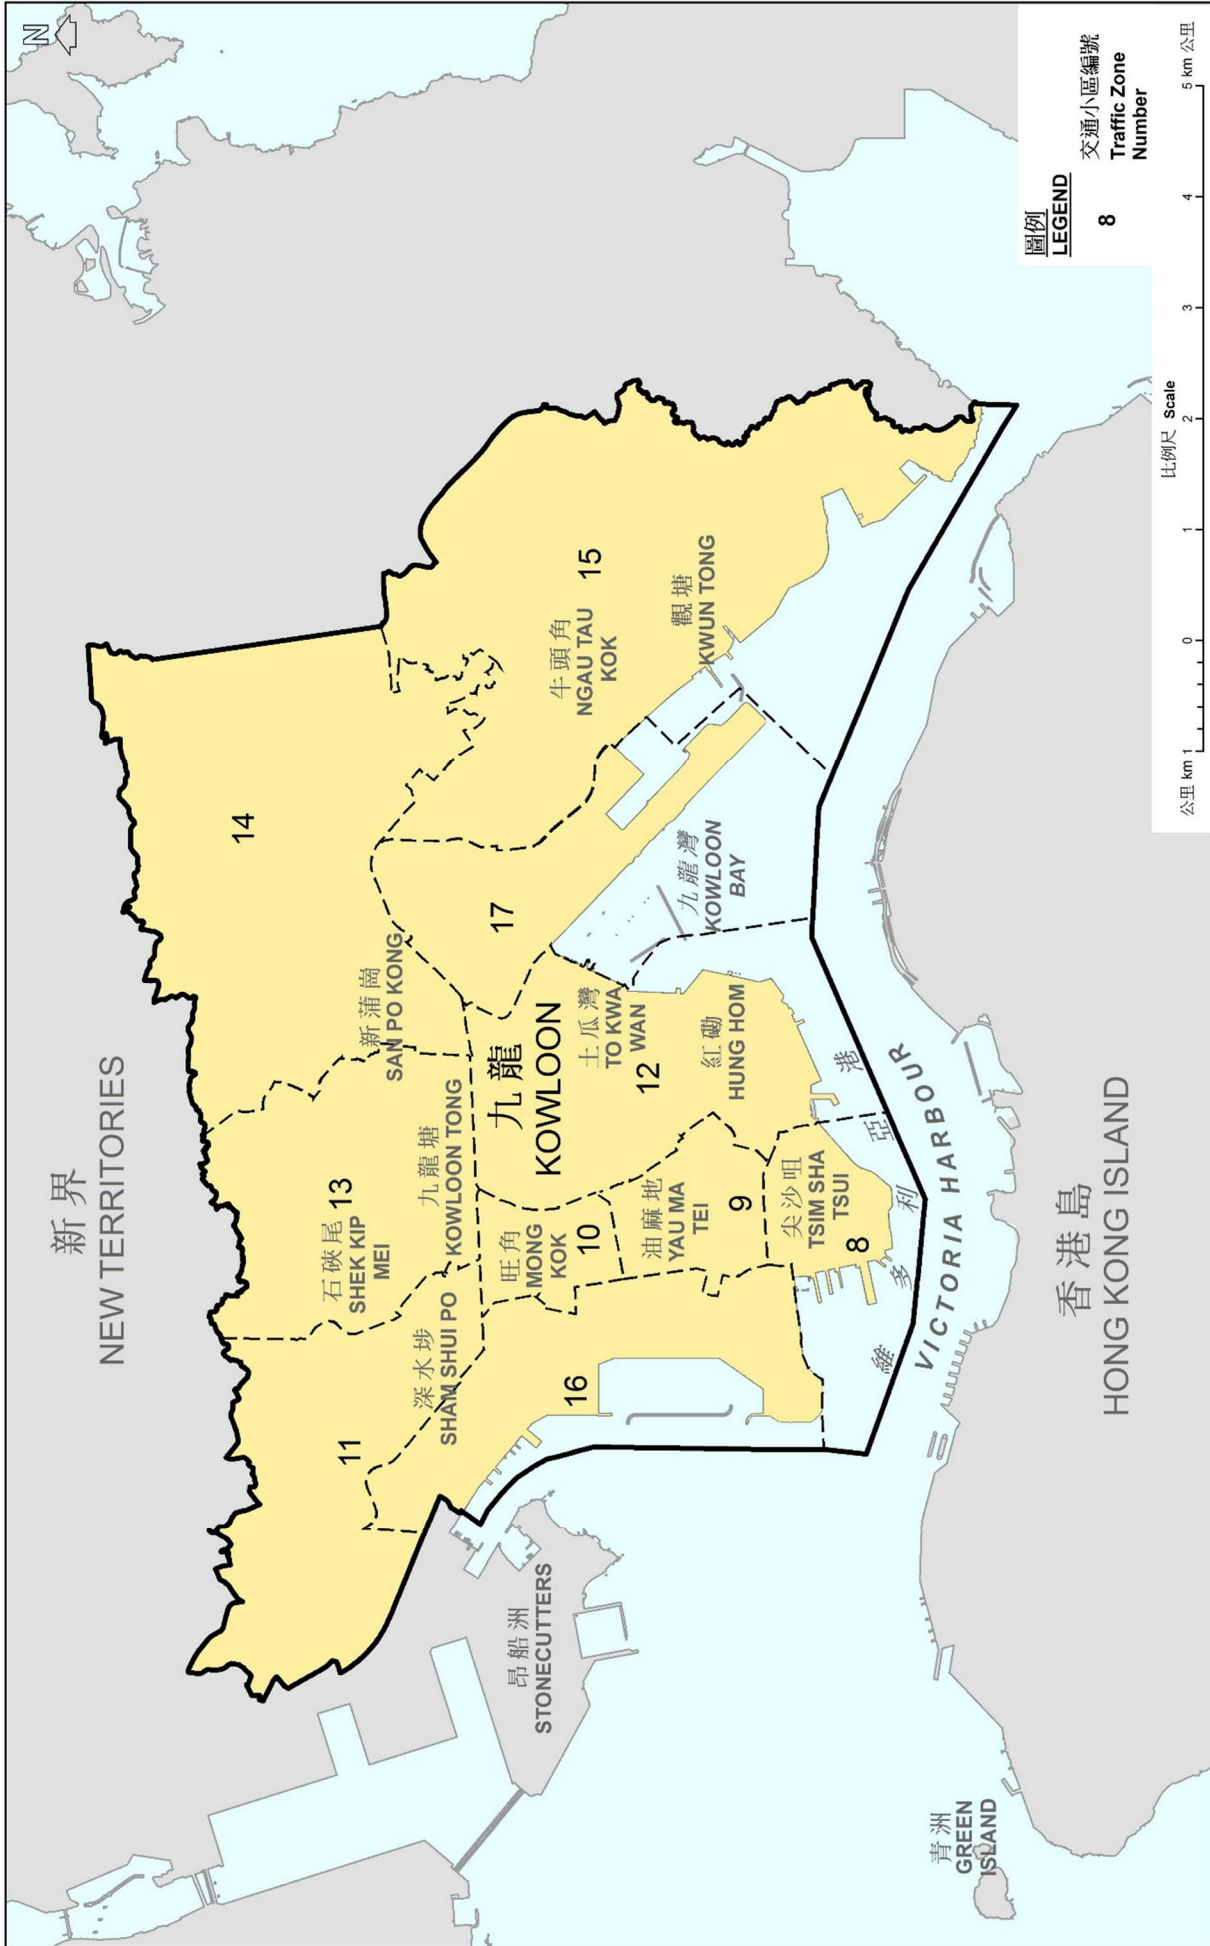 N
新界
NEW TERRITORIES
14
13
石硤尾
SHEK KIP
MEI
11
新蒲崗
SAN PO KONG
九龍塘
KOWLOON TONG
深水埗
SHAM SHUI PO
17
15
牛頭角
NGAU TAU
KOK
九龍
KOWLOON
旺角
MONG
KOK
10
16
昂船洲
STONECUTTERS
土瓜灣
TO KWA
WAN
12
油麻地
YAU MA
TEI
9
觀塘
KWUN TONG
九龍灣
KOWLOON
BAY
紅磡
HUNG HOM
尖沙咀
TSIM SHA
TSUI
8
維多利亞港
VICTORIA HARBOUR
青洲
GREEN
ISLAND
香港島
HONG KONG ISLAND
圖例
LEGEND
8
交通小區編號
Traffic Zone
Number
比例尺 Scale
公里 km 1 0 1 2 3 4 5 km 公里